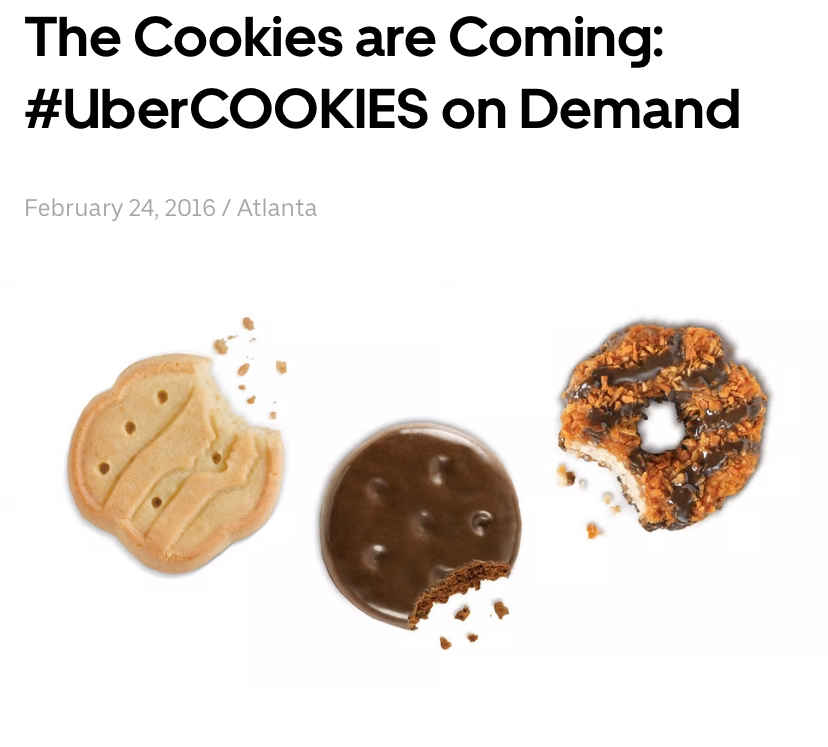 The Cookies are Coming:
#UberCOOKIES on Demand
February 24, 2016 / Atlanta